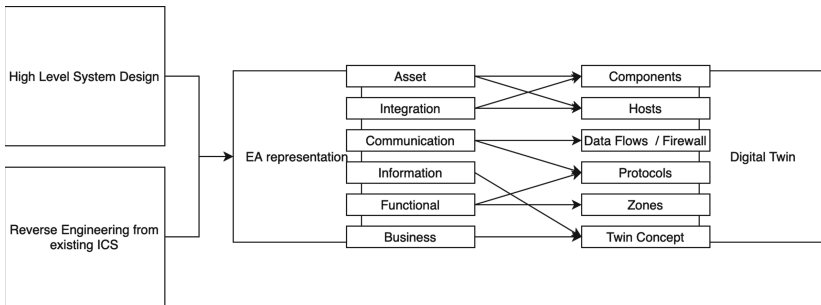 High Level System Design
Reverse Engineering from
existing ICS
EA representation
Asset
Integration
Communication
Information
Functional
Business
Components
Hosts
Data Flows / Firewall
Protocols
Zones
Twin Concept
Digital Twin